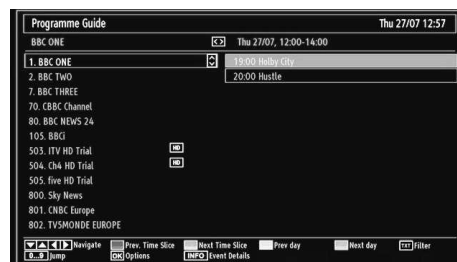 Programme Guide Thu 27/07 12:57
BBC ONE Thu 27/07, 12:00-14:00
1. BBC ONE 19:00 Holby City
2. BBC TWO 20:00 Hustle
7. BBC THREE
70. CBBC Channel
80. BBC NEWS 24
105. BBCi
503. ITV HD Trial HD
504. Ch4 HD Trial HD
505. five HD Trial
800. Sky News
801. CNBC Europe
802. TV5MONDE EUROPE
Navigate Prev. Time Slice Next Time Slice Prev day Next day TXT Filter
0...9 Jump OK Options INFO Event Details